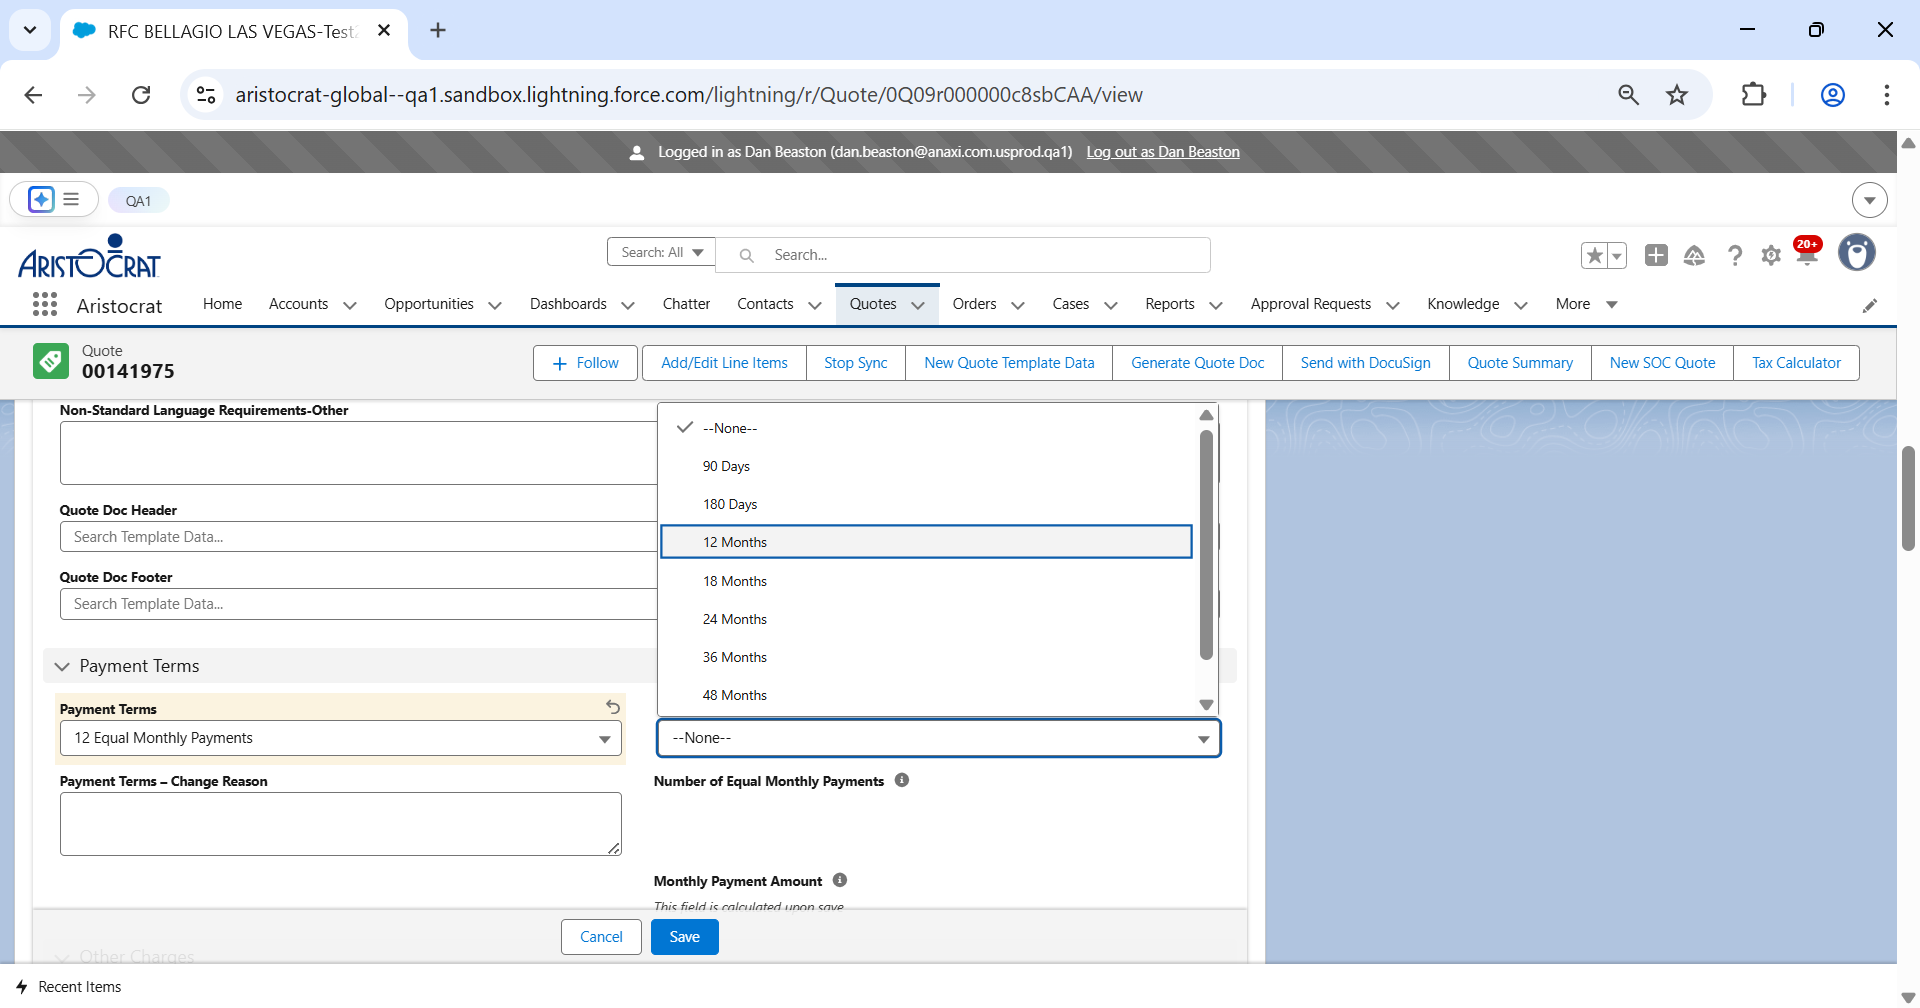 RFC BELLAGIO LAS VEGAS-Test
aristocrat-global--qa1.sandbox.lightning.force.com/lightning/r/Quote/0Q09r000000c8sbCAA/view
Logged in as Dan Beaston (dan.beaston@anaxi.com.usprod.qa1) Log out as Dan Beaston
QA1
ARISTOCRAT
Search: All
Search...
20+
Aristocrat
Home
Accounts
Opportunities
Dashboards
Chatter
Contacts
Quotes
Orders
Cases
Reports
Approval Requests
Knowledge
More
Quote
00141975
Follow
Add/Edit Line Items
Stop Sync
New Quote Template Data
Generate Quote Doc
Send with DocuSign
Quote Summary
New SOC Quote
Tax Calculator
Non-Standard Language Requirements-Other
Quote Doc Header
Search Template Data...
Quote Doc Footer
Search Template Data...
--None--
90 Days
180 Days
12 Months
18 Months
24 Months
36 Months
48 Months
Payment Terms
Payment Terms
12 Equal Monthly Payments
--None--
Payment Terms – Change Reason
Number of Equal Monthly Payments
Monthly Payment Amount
This field is calculated upon save
Cancel
Save
Other Charges
Recent Items